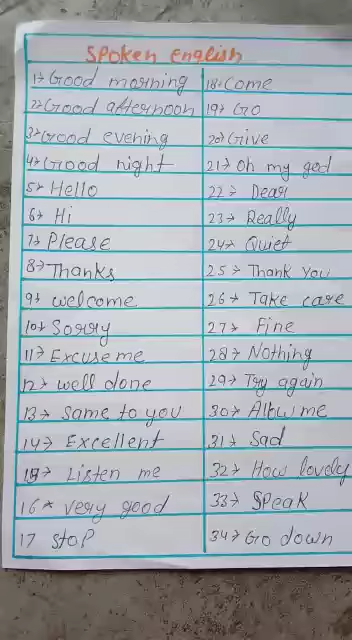 Spoken English
1→ Good morning
2→ Good afternoon
3→ Good evening
4→ Good night
5→ Hello
6→ Hi
7→ Please
8→ Thanks
9→ welcome
10→ Sorry
11→ Excuse me
12→ well done
13→ Same to you
14→ Excellent
15→ Listen me
16→ very good
17 Stop
18→ Come
19→ Go
20→ Give
21→ Oh my god
22→ Dear
23→ Really
24→ Quiet
25→ Thank you
26→ Take care
27→ Fine
28→ Nothing
29→ Try again
30→ Allow me
31→ Sad
32→ How lovely
33→ Speak
34→ Go down